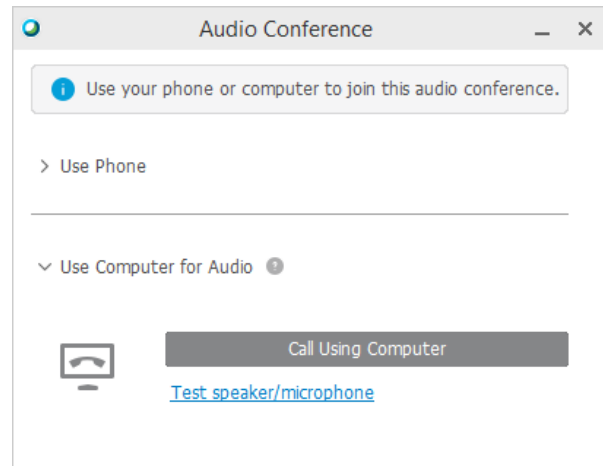 Audio Conference
Use your phone or computer to join this audio conference.
Use Phone
Use Computer for Audio
Call Using Computer
Test speaker/microphone